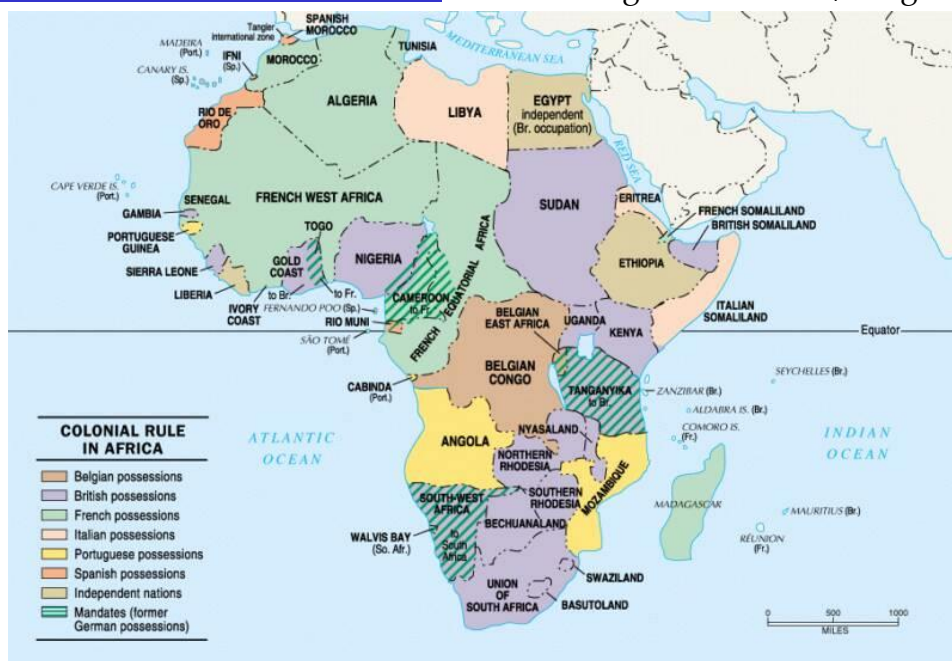 SPANISH
MOROCCO
Tangier
international zone
MADEIRA
(Port.)
IFNI
(Sp.)
MOROCCO
TUNISIA
MEDITERRANEAN SEA
CANARY IS.
(Sp.)
ALGERIA
LIBYA
EGYPT
independent
(Br. occupation)
RIO DE
ORO
RED SEA
CAPE VERDE IS.
(Port.)
SENEGAL
FRENCH WEST AFRICA
SUDAN
ERITREA
FRENCH SOMALILAND
BRITISH SOMALILAND
GAMBIA
PORTUGUESE
GUINEA
TOGO
GOLD
COAST
NIGERIA
FRENCH EQUATORIAL AFRICA
ETHIOPIA
SIERRA LEONE
LIBERIA
IVORY
COAST
to Br.
to Fr.
FERNANDO POO (Sp.)
CAMEROON
to Fr.
RIO MUNI
SÃO TOMÉ
(Port.)
BELGIAN
EAST AFRICA
UGANDA
KENYA
ITALIAN
SOMALILAND
Equator
CABINDA
(Port.)
BELGIAN
CONGO
TANGANYIKA
to Br.
ZANZIBAR (Br.)
SEYCHELLES (Br.)
ALDABRA IS. (Br.)
COMORO IS.
(Fr.)
ATLANTIC
OCEAN
INDIAN
OCEAN
ANGOLA
NYASALAND
NORTHERN
RHODESIA
MOZAMBIQUE
SOUTH-WEST
AFRICA
to
South
Africa
SOUTHERN
RHODESIA
BECHUANALAND
MADAGASCAR
MAURITIUS (Br.)
RÉUNION
(Fr.)
WALVIS BAY
(So. Afr.)
UNION
OF
SOUTH AFRICA
SWAZILAND
BASUTOLAND
COLONIAL RULE
IN AFRICA
Belgian possessions
British possessions
French possessions
Italian possessions
Portuguese possessions
Spanish possessions
Independent nations
Mandates (former
German possessions)
0 500 1000
MILES